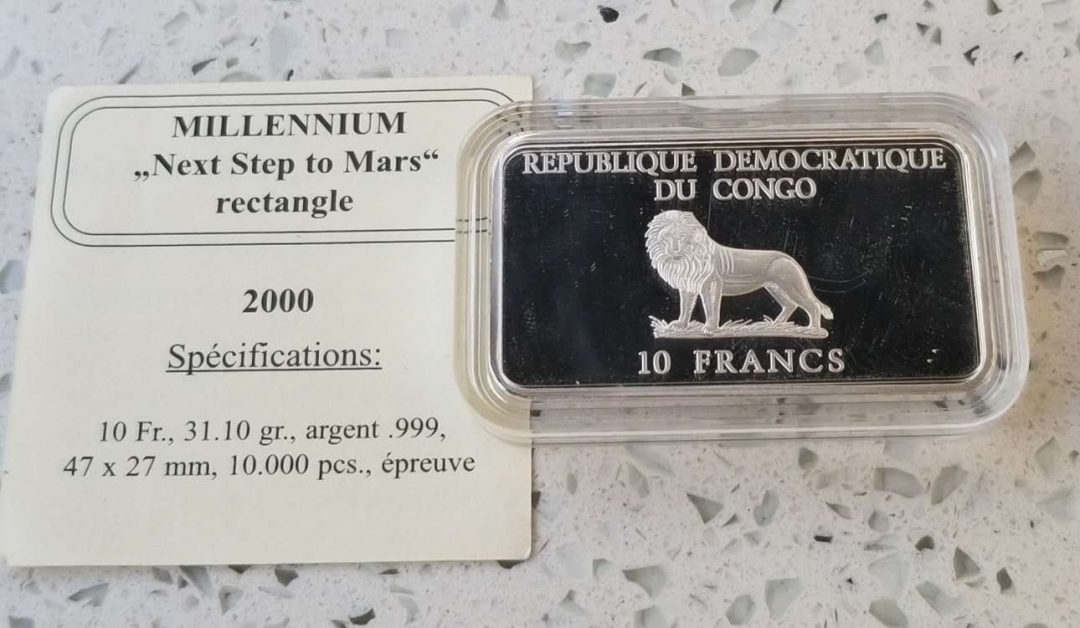 MILLENNIUM
„Next Step to Mars“
rectangle
2000
Spécifications:
10 Fr., 31.10 gr., argent .999,
47 x 27 mm, 10.000 pcs., épreuve
REPUBLIQUE DEMOCRATIQUE
DU CONGO
10 FRANCS